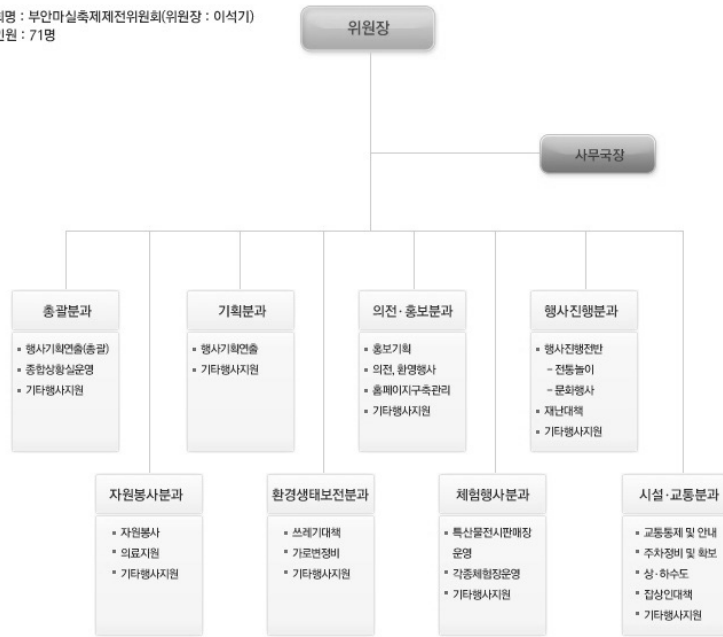 회명 : 부안마실축제제전위원회(위원장 : 이석기)
인원 : 71명
위원장
사무국장
총괄분과
행사기획연출(총괄)
종합상황실운영
기타행사지원
기획분과
행사기획연출
기타행사지원
의전·홍보분과
홍보기획
의전, 환영행사
홈페이지구축관리
기타행사지원
행사진행분과
행사진행전반
- 전통놀이
- 문화행사
재난대책
기타행사지원
자원봉사분과
자원봉사
의료지원
기타행사지원
환경생태보전분과
쓰레기대책
가로변정비
기타행사지원
체험행사분과
특산물전시판매장
운영
각종체험장운영
기타행사지원
시설·교통분과
교통통제 및 안내
주차정비 및 확보
상·하수도
잡상인대책
기타행사지원